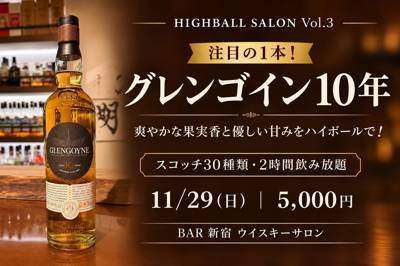 HIGHBALL SALON Vol.3
注目の1本！
グレンゴイン10年
爽やかな果実香と優しい甘みをハイボールで！
スコッチ30種類・2時間飲み放題
11/29（日） | 5,000円
BAR 新宿 ウイスキーサロン
GLENGOYNE